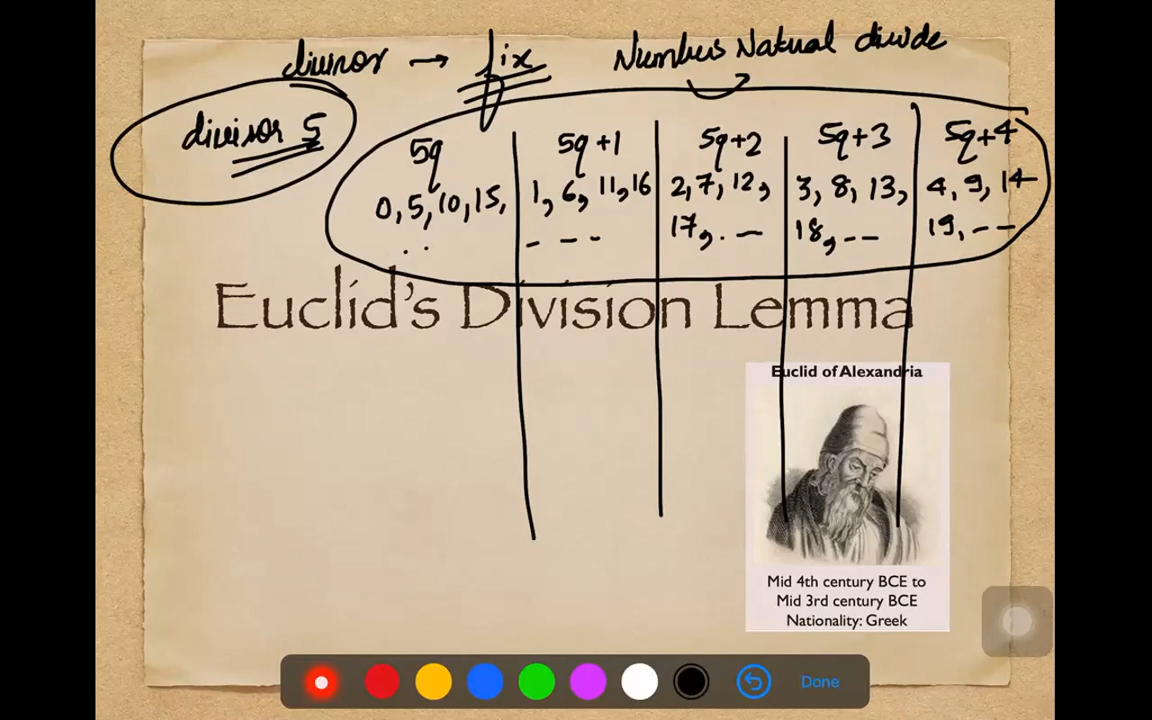 divisor → fix Numbers Natural divide
divisor 5
5q 5q+1 5q+2 5q+3 5q+4
0, 5, 10, 15, 1, 6, 11, 16 2, 7, 12, 3, 8, 13, 4, 9, 14
.. - - - 17, . - 18, - - 19, - -
Euclid's Division Lemma
Euclid of Alexandria
Mid 4th century BCE to
Mid 3rd century BCE
Nationality: Greek
Done